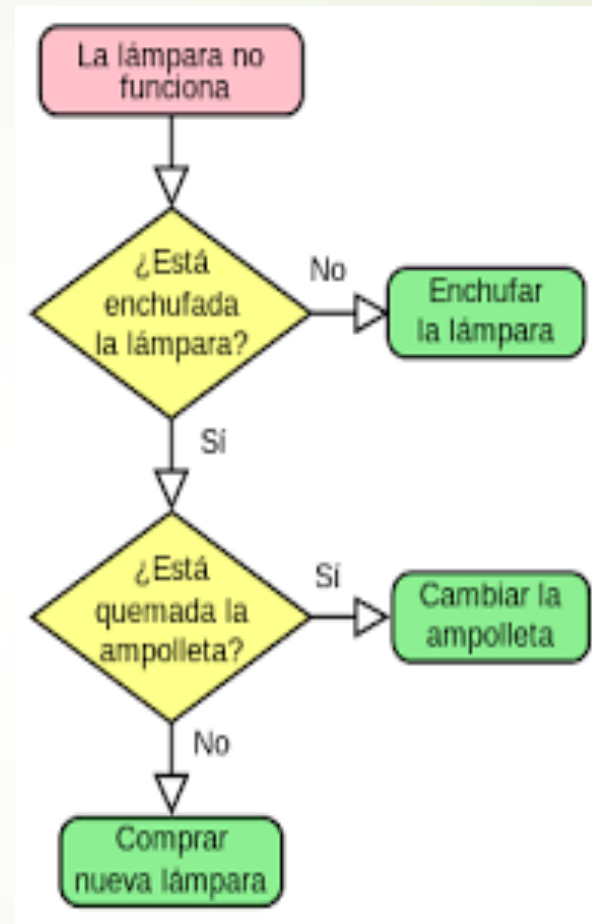 La lámpara no
funciona
¿Está
enchufada
la lámpara?
No
Enchufar
la lámpara
Sí
¿Está
quemada la
ampolleta?
Sí
Cambiar la
ampolleta
No
Comprar
nueva lámpara